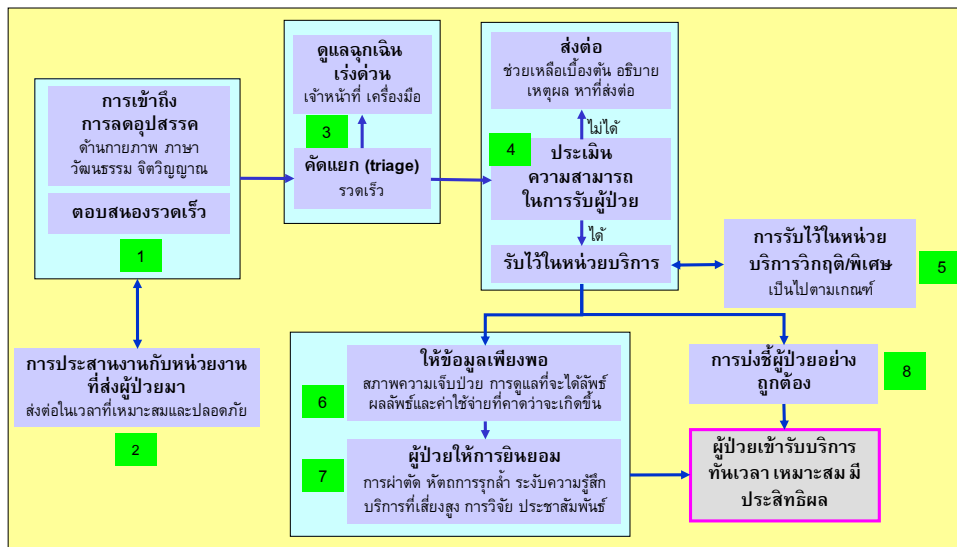 การเข้าถึง
การลดอุปสรรค
ด้านกายภาพ ภาษา
วัฒนธรรม จิตวิญญาณ
ตอบสนองรวดเร็ว
1
การประสานงานกับหน่วยงาน
ที่ส่งผู้ป่วยมา
ส่งต่อในเวลาที่เหมาะสมและปลอดภัย
2
ดูแลฉุกเฉิน
เร่งด่วน
เจ้าหน้าที่ เครื่องมือ
3
คัดแยก (triage)
รวดเร็ว
ส่งต่อ
ช่วยเหลือเบื้องต้น อธิบาย
เหตุผล หาที่ส่งต่อ
ไม่ได้
4
ประเมิน
ความสามารถ
ในการรับผู้ป่วย
ได้
รับไว้ในหน่วยบริการ
การรับไว้ในหน่วย
บริการวิกฤติ/พิเศษ
เป็นไปตามเกณฑ์
5
ให้ข้อมูลเพียงพอ
สภาพความเจ็บป่วย การดูแลที่จะได้ลัพธ์
ผลลัพธ์และค่าใช้จ่ายที่คาดว่าจะเกิดขึ้น
6
ผู้ป่วยให้การยินยอม
การผ่าตัด หัตถการรุกล้ำ ระงับความรู้สึก
บริการที่เสี่ยงสูง การวิจัย ประชาสัมพันธ์
7
การบ่งชี้ผู้ป่วยอย่าง
ถูกต้อง
8
ผู้ป่วยเข้ารับบริการ
ทันเวลา เหมาะสม มี
ประสิทธิผล